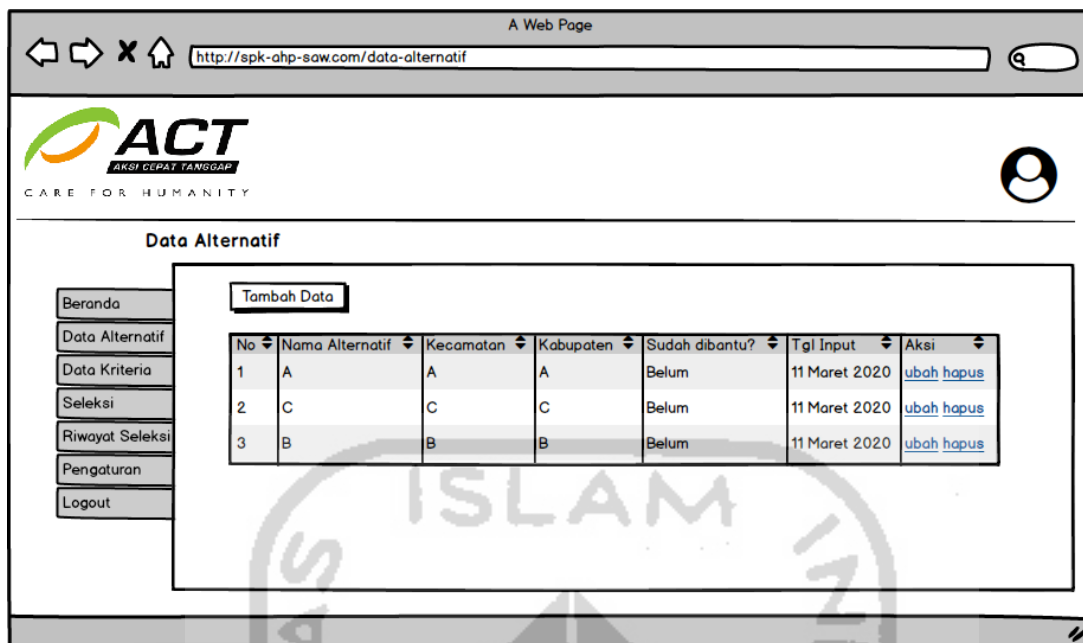 A Web Page
http://spk-ahp-saw.com/data-alternatif
ACT
AKSI CEPAT TANGGAP
CARE FOR HUMANITY
Data Alternatif
Beranda
Data Alternatif
Data Kriteria
Seleksi
Riwayat Seleksi
Pengaturan
Logout
Tambah Data
No Nama Alternatif Kecamatan Kabupaten Sudah dibantu? Tgl Input Aksi
1 A A A Belum 11 Maret 2020 ubah hapus
2 C C C Belum 11 Maret 2020 ubah hapus
3 B B B Belum 11 Maret 2020 ubah hapus
ISLAM